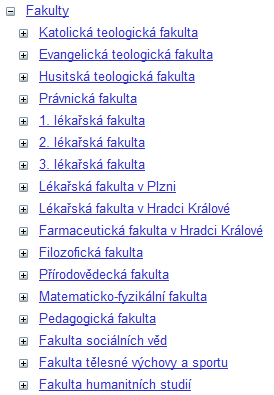 Fakulty
Katolická teologická fakulta
Evangelická teologická fakulta
Husitská teologická fakulta
Právnická fakulta
1. lékařská fakulta
2. lékařská fakulta
3. lékařská fakulta
Lékařská fakulta v Plzni
Lékařská fakulta v Hradci Králové
Farmaceutická fakulta v Hradci Králové
Filozofická fakulta
Přírodovědecká fakulta
Matematicko-fyzikální fakulta
Pedagogická fakulta
Fakulta sociálních věd
Fakulta tělesné výchovy a sportu
Fakulta humanitních studií